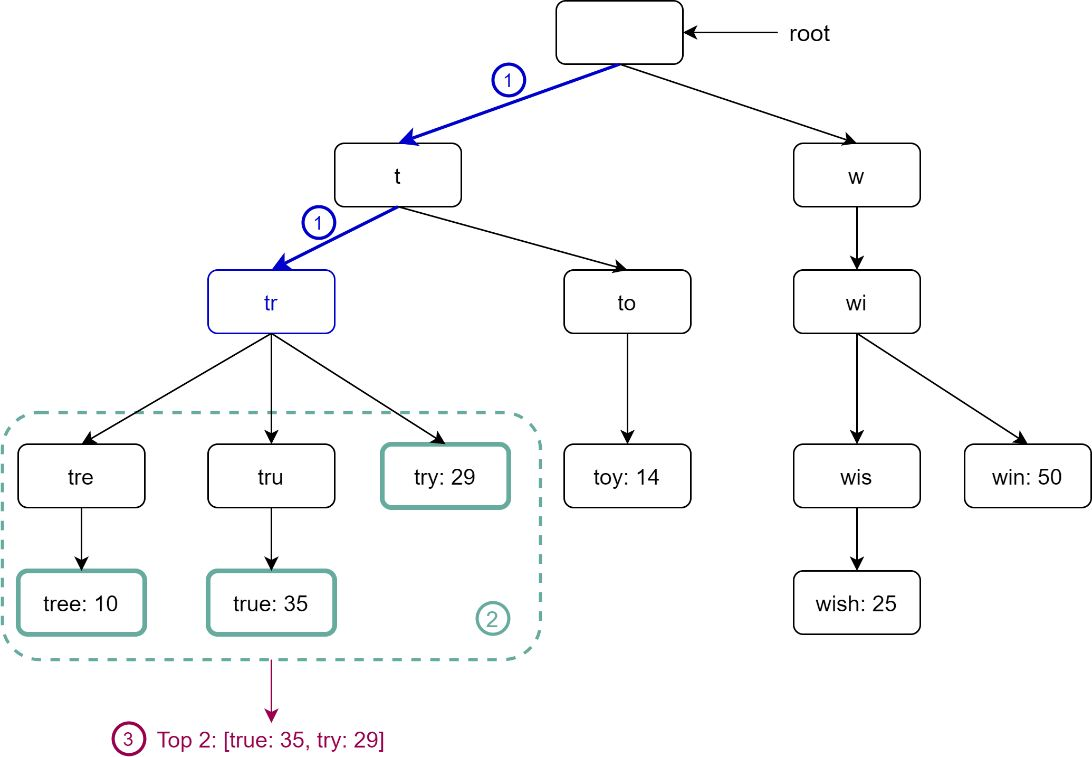 root
1
t
w
1
tr
to
wi
tre
tru
try: 29
toy: 14
wis
win: 50
tree: 10
true: 35
2
wish: 25
3 Top 2: [true: 35, try: 29]